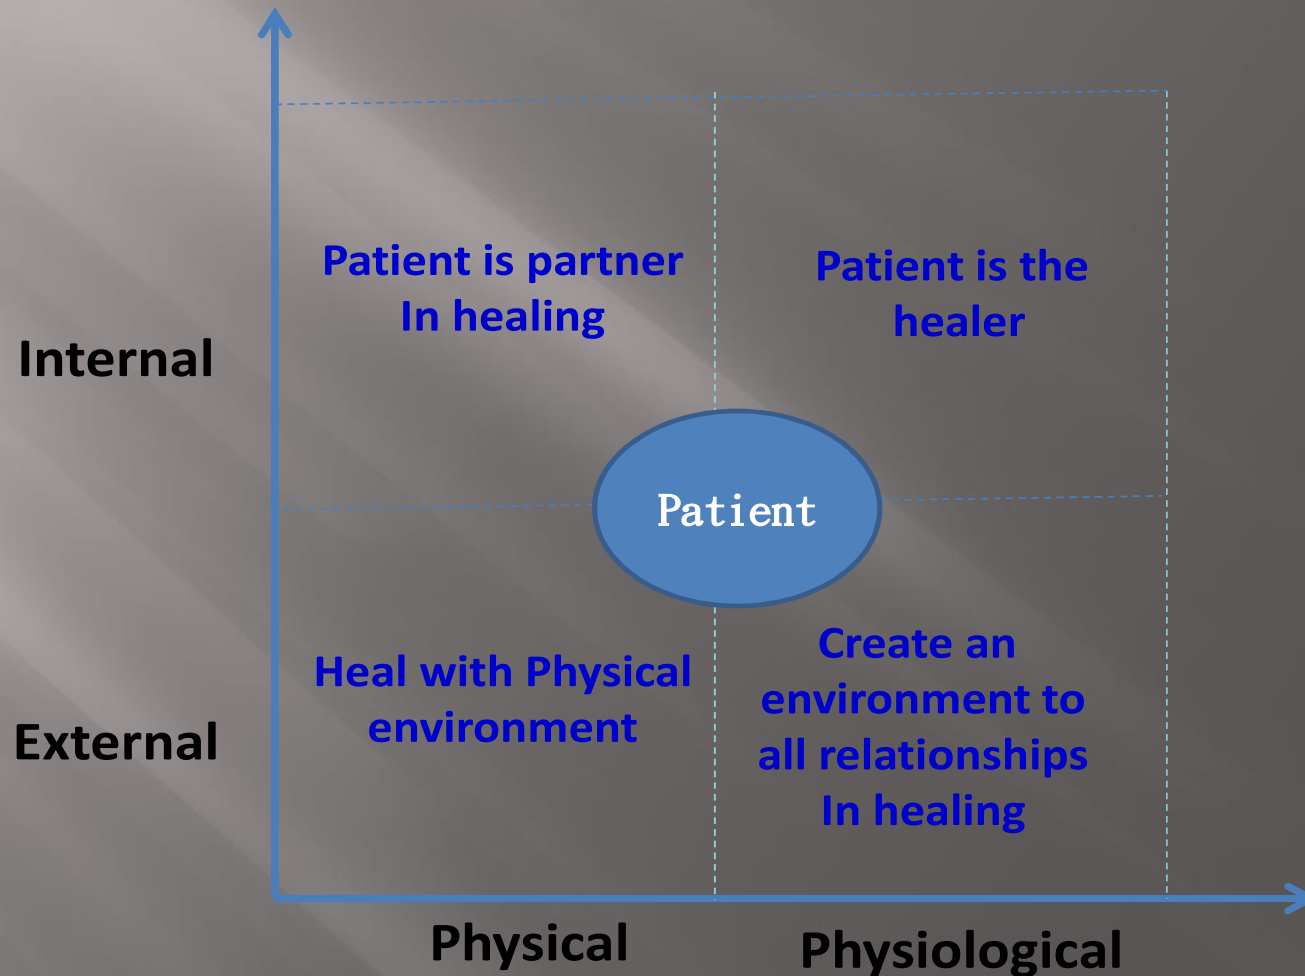 Patient is partner
In healing
Patient is the
healer
Internal
Patient
Heal with Physical
environment
Create an
environment to
all relationships
In healing
External
Physical
Physiological